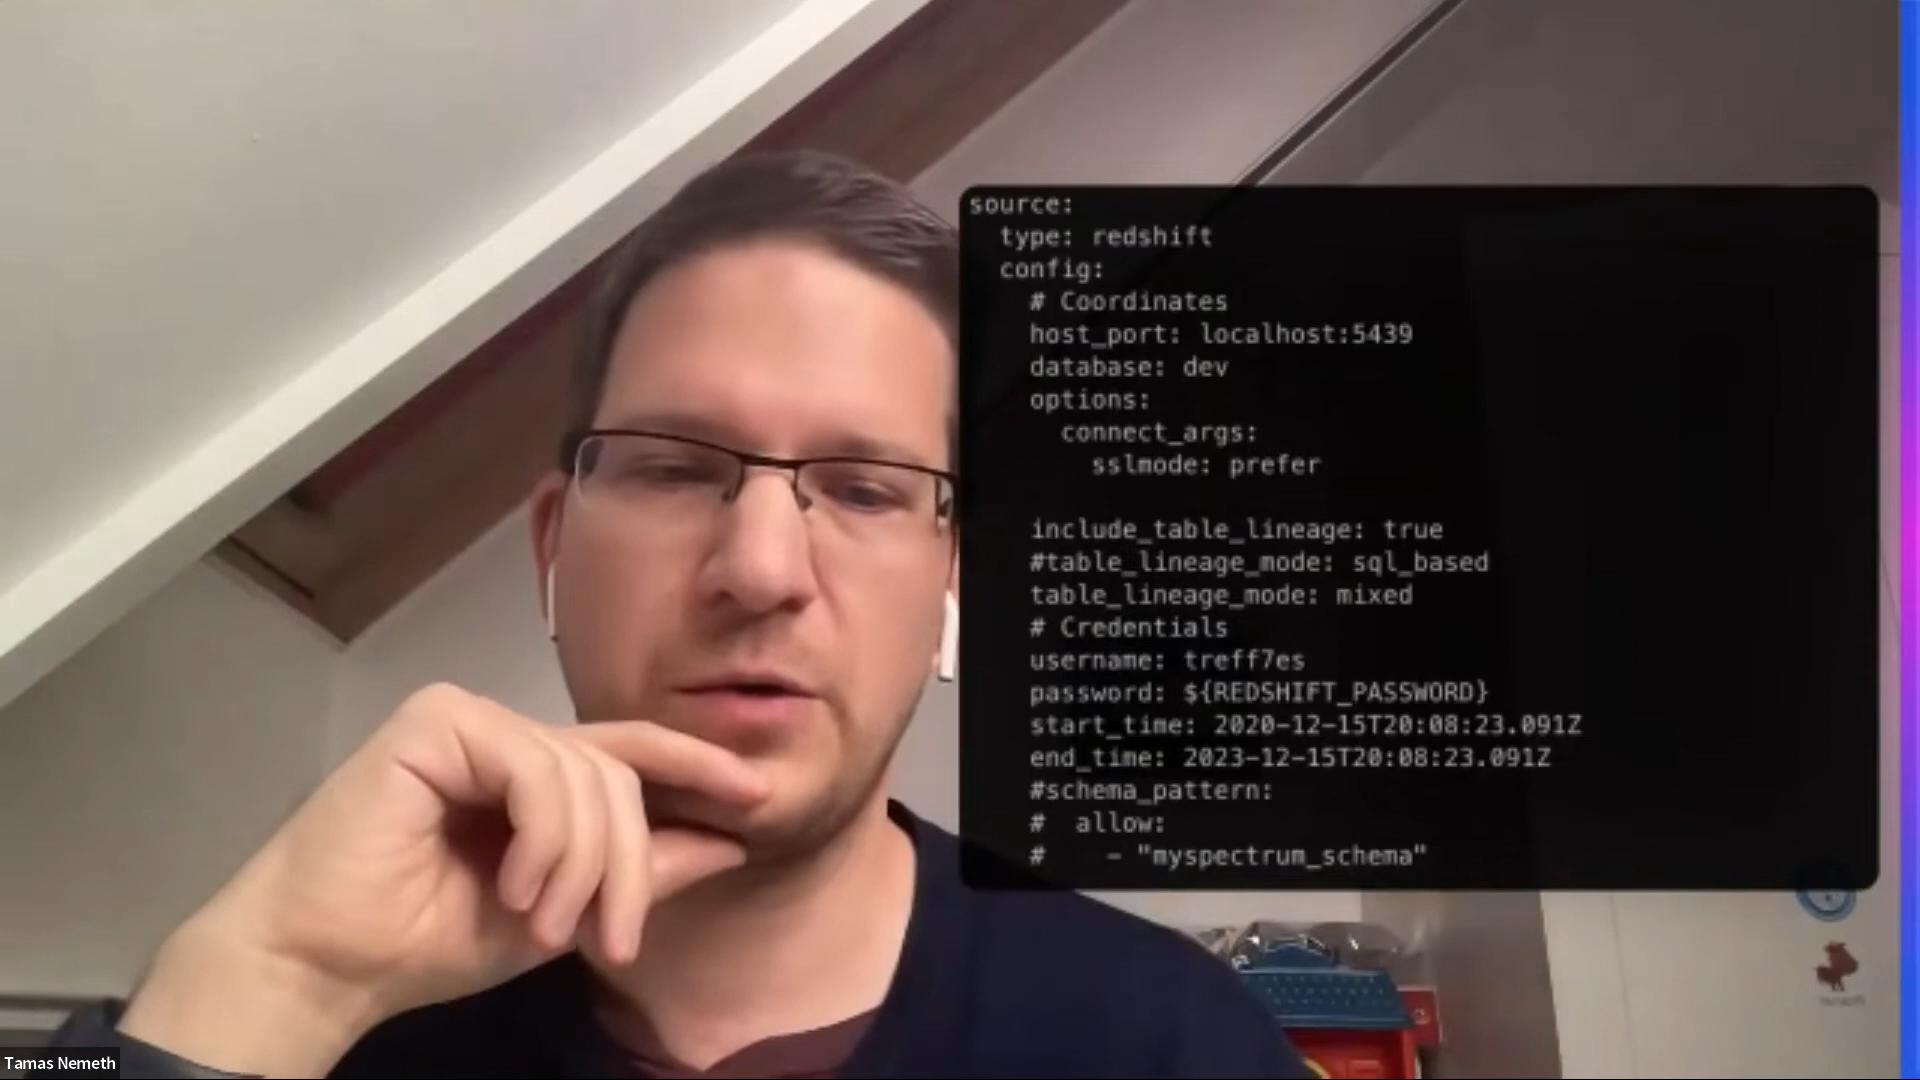 source:
  type: redshift
  config:
    # Coordinates
    host_port: localhost:5439
    database: dev
    options:
      connect_args:
        sslmode: prefer

    include_table_lineage: true
    #table_lineage_mode: sql_based
    table_lineage_mode: mixed
    # Credentials
    username: treff7es
    password: ${REDSHIFT_PASSWORD}
    start_time: 2020-12-15T20:08:23.091Z
    end_time: 2023-12-15T20:08:23.091Z
    #schema_pattern:
    #  allow:
    #    - "myspectrum_schema"
Tamas Nemeth